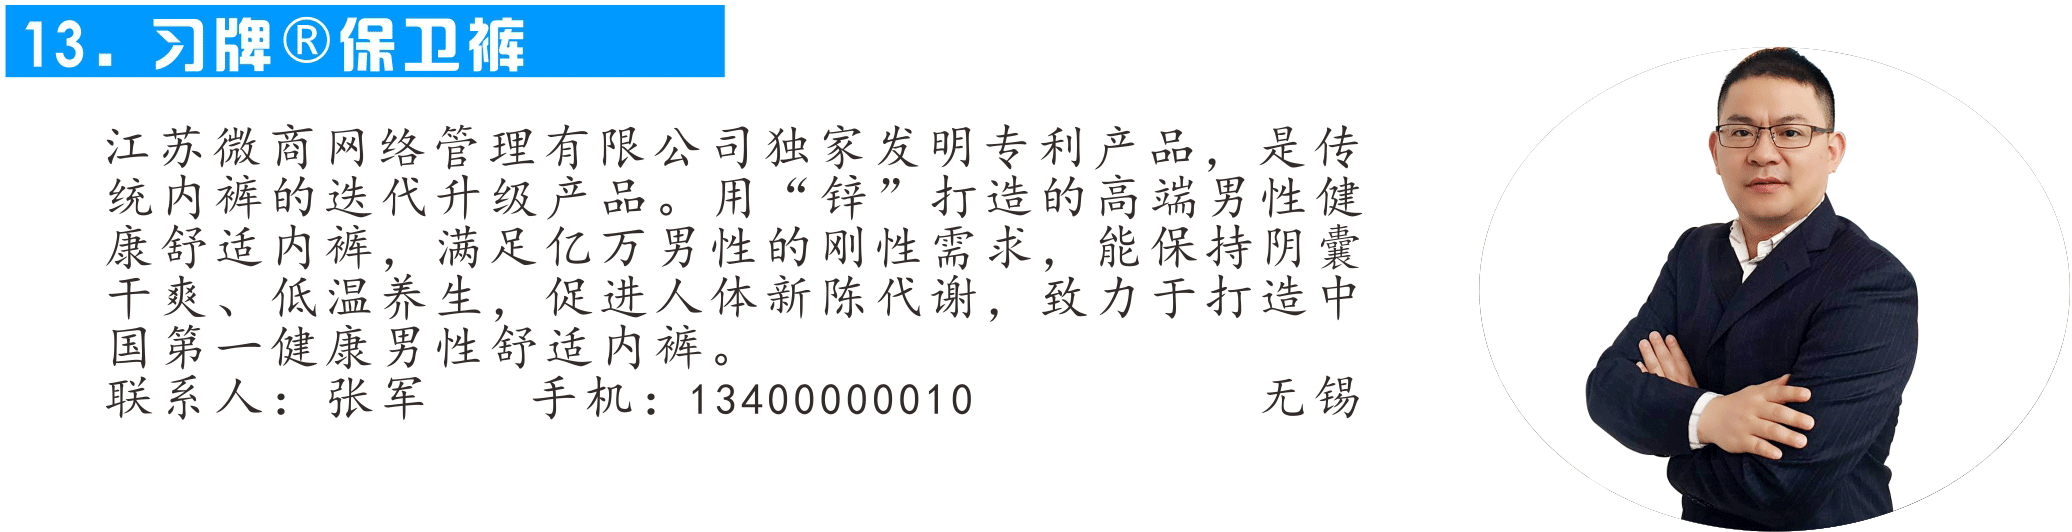 13. 习牌®保卫裤
江苏微商网络管理有限公司独家发明专利产品，是传
统内裤的迭代升级产品。用“锌”打造的高端男性健
康舒适内裤，满足亿万男性的刚性需求，能保持阴囊
干爽、低温养生，促进人体新陈代谢，致力于打造中
国第一健康男性舒适内裤。
联系人：张军 手机：13400000010 无锡